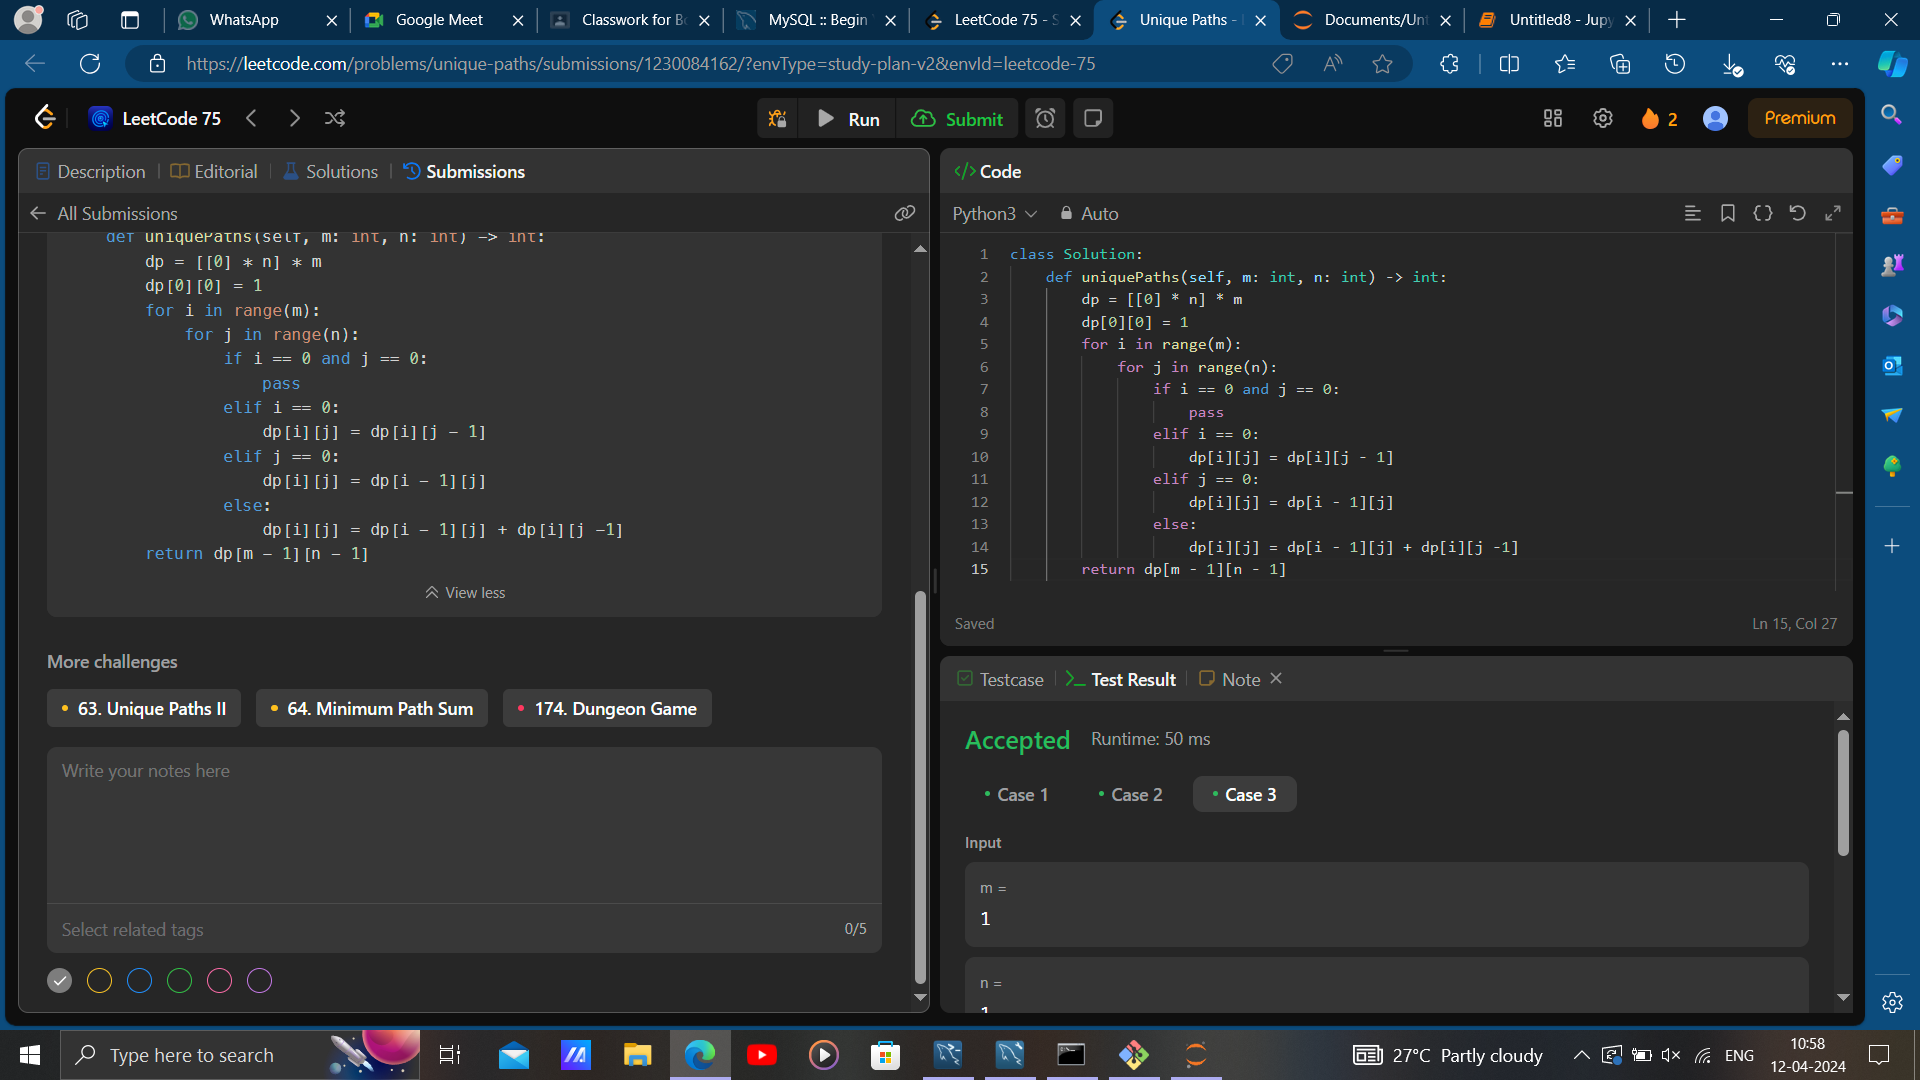 WhatsApp
Google Meet
Classwork for Bo
MySQL :: Begin
LeetCode 75 - S
Unique Paths - L
Documents/Unt
Untitled8 - Jupy
https://leetcode.com/problems/unique-paths/submissions/1230084162/?envType=study-plan-v2&envId=leetcode-75
LeetCode 75
Run
Submit
2
Premium
Description
Editorial
Solutions
Submissions
All Submissions
def uniquePaths(self, m: int, n: int) -> int:
dp = [[0] * n] * m
dp[0][0] = 1
for i in range(m):
for j in range(n):
if i == 0 and j == 0:
pass
elif i == 0:
dp[i][j] = dp[i][j - 1]
elif j == 0:
dp[i][j] = dp[i - 1][j]
else:
dp[i][j] = dp[i - 1][j] + dp[i][j -1]
return dp[m - 1][n - 1]
View less
More challenges
63. Unique Paths II
64. Minimum Path Sum
174. Dungeon Game
Write your notes here
Select related tags
0/5
</> Code
Python3
Auto
1 class Solution:
2 def uniquePaths(self, m: int, n: int) -> int:
3 dp = [[0] * n] * m
4 dp[0][0] = 1
5 for i in range(m):
6 for j in range(n):
7 if i == 0 and j == 0:
8 pass
9 elif i == 0:
10 dp[i][j] = dp[i][j - 1]
11 elif j == 0:
12 dp[i][j] = dp[i - 1][j]
13 else:
14 dp[i][j] = dp[i - 1][j] + dp[i][j -1]
15 return dp[m - 1][n - 1]
Saved
Ln 15, Col 27
Testcase
Test Result
Note
Accepted
Runtime: 50 ms
Case 1
Case 2
Case 3
Input
m =
1
n =
1
Type here to search
27°C Partly cloudy
ENG
10:58
12-04-2024